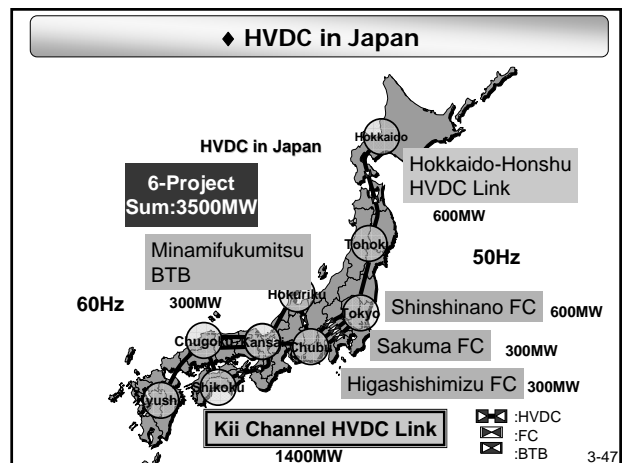 ♦ HVDC in Japan
HVDC in Japan
6-Project
Sum:3500MW
Hokkaido
Hokkaido-Honshu
HVDC Link
600MW
Minamifukumitsu
BTB
300MW
Tohoku
50Hz
60Hz
Hokuriku
Tokyo
Shinshinano FC
600MW
Chugoku
Kansai
Chubu
Sakuma FC
300MW
Kyushu
Shikoku
Higashishimizu FC
300MW
Kii Channel HVDC Link
1400MW
:HVDC
:FC
:BTB
3-47